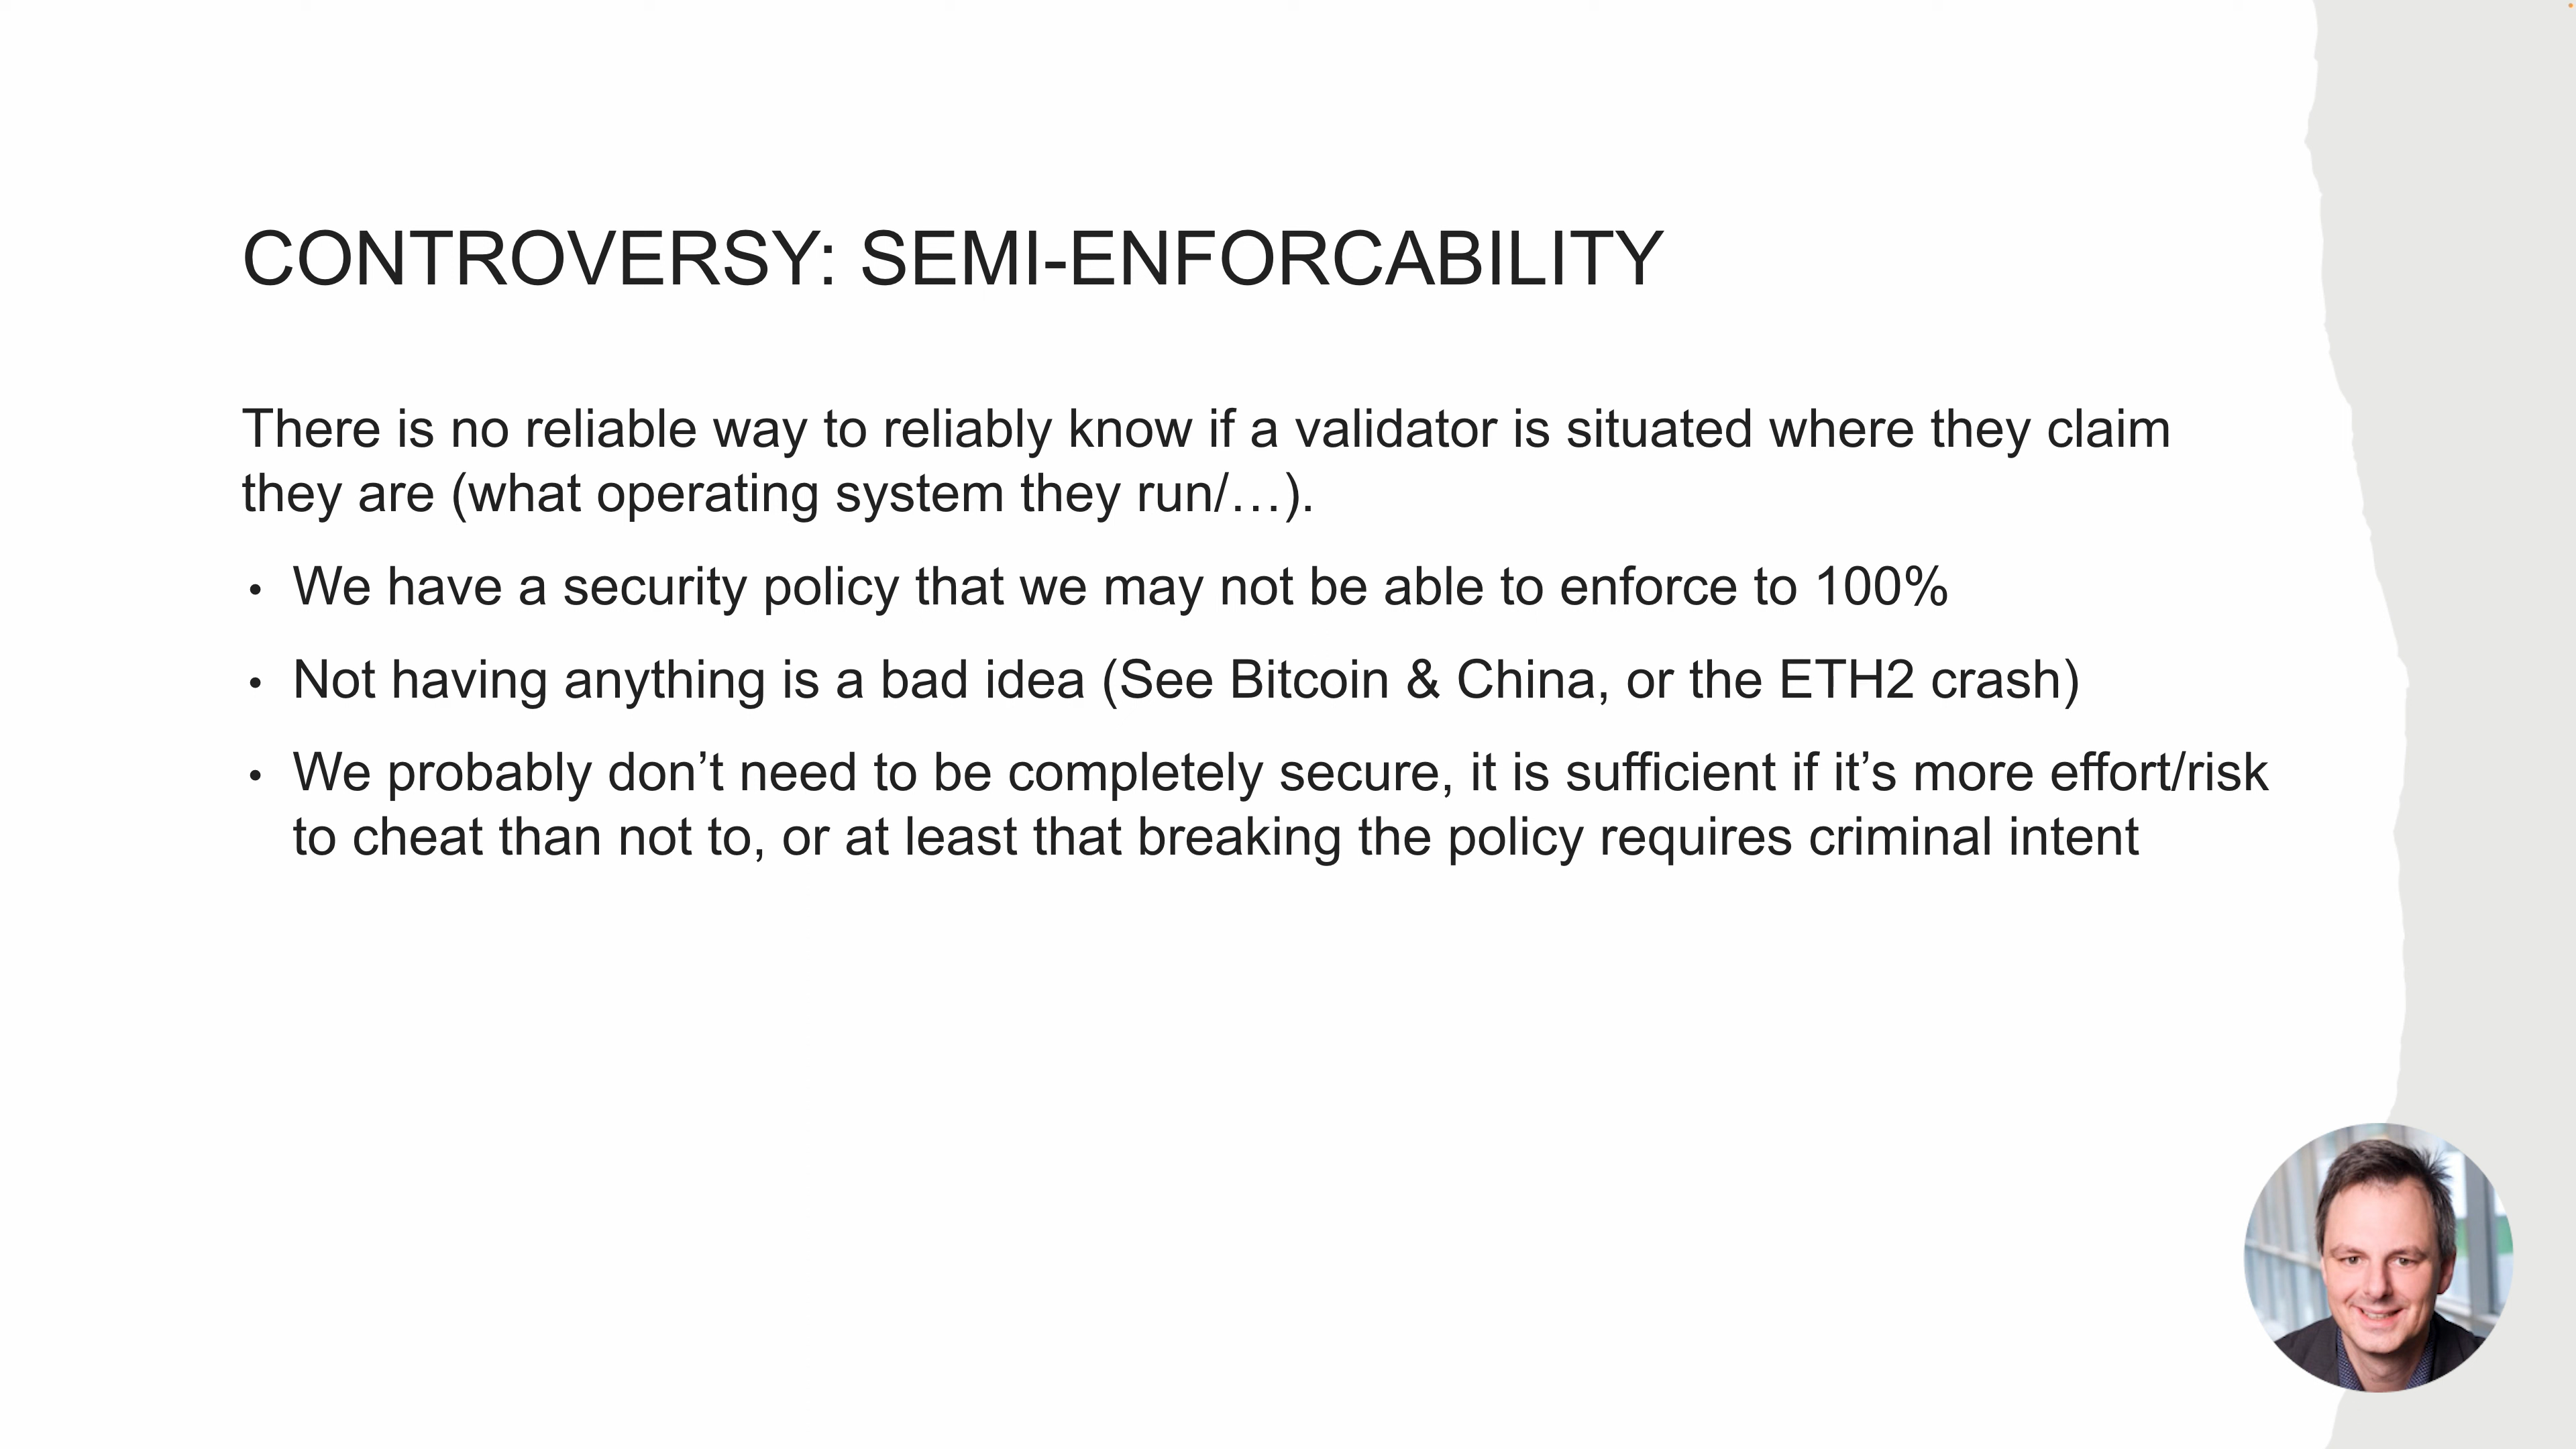 CONTROVERSY: SEMI-ENFORCABILITY
There is no reliable way to reliably know if a validator is situated where they claim
they are (what operating system they run/…).
• We have a security policy that we may not be able to enforce to 100%
• Not having anything is a bad idea (See Bitcoin & China, or the ETH2 crash)
• We probably don’t need to be completely secure, it is sufficient if it’s more effort/risk
to cheat than not to, or at least that breaking the policy requires criminal intent